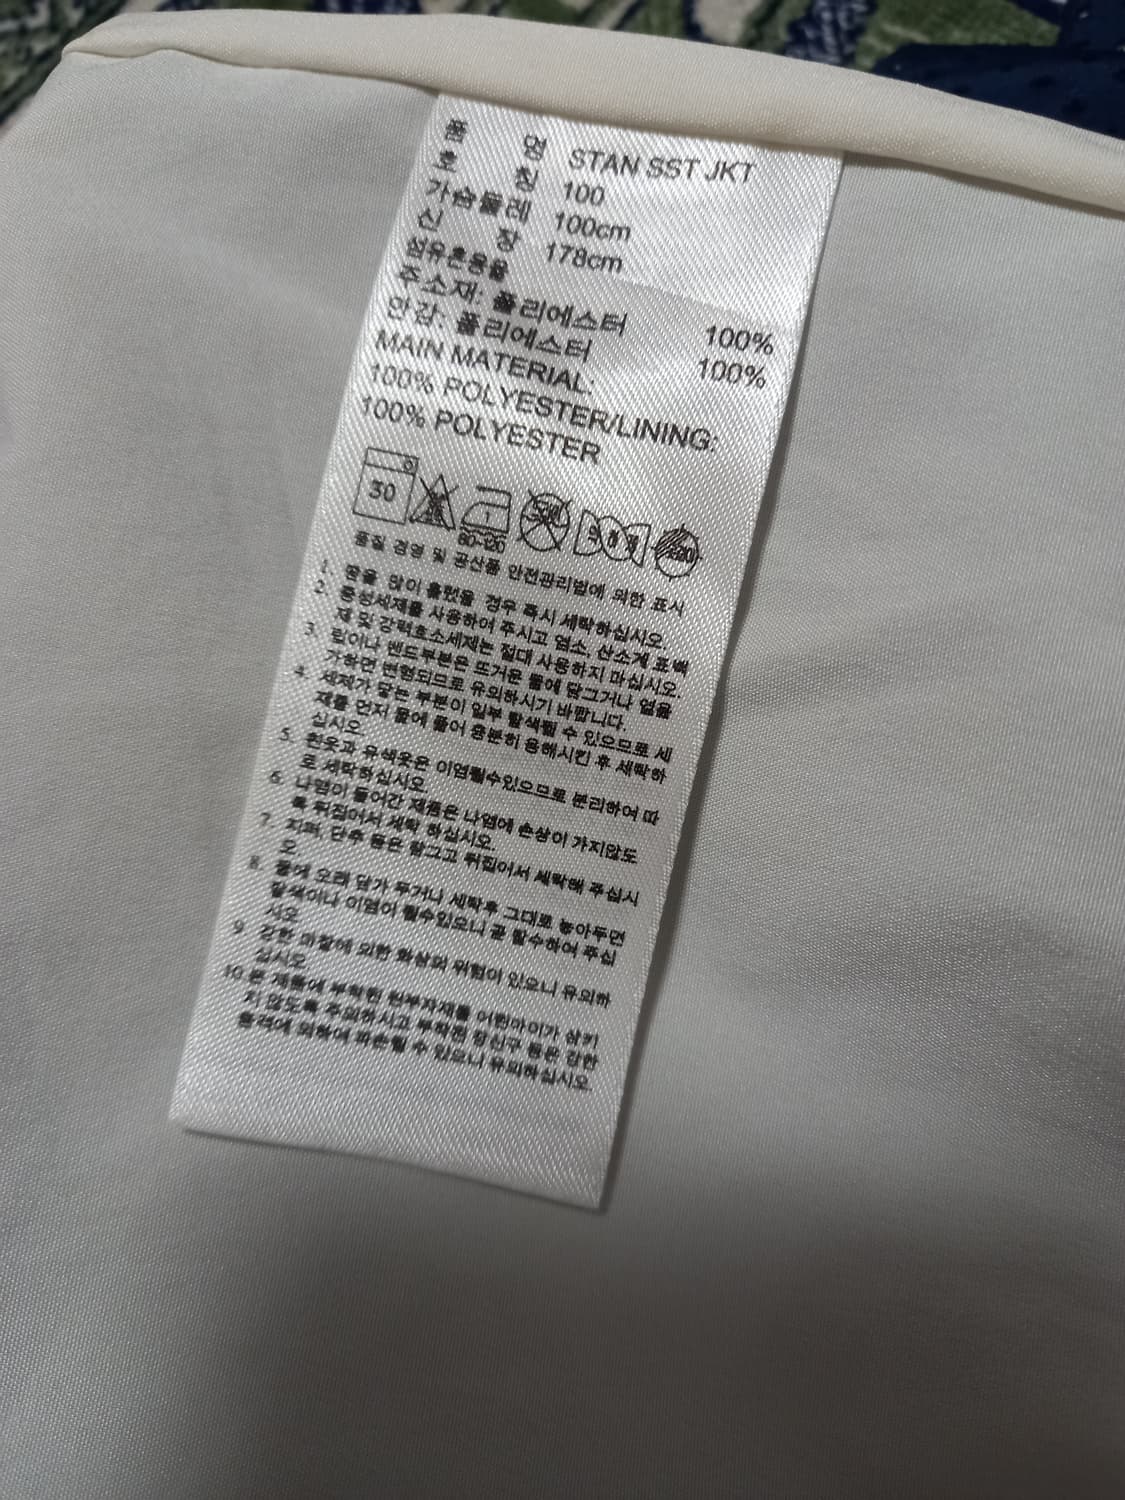 품 명 STAN SST JKT
호 칭 100
가슴둘레 100cm
신 장 178cm
섬유혼용율
주소재: 폴리에스터 100%
안감: 폴리에스터 100%
MAIN MATERIAL:
100% POLYESTER/LINING:
100% POLYESTER
30
80-120
품질 경영 및 공산품 안전관리법에 의한 표시
1. 땀을 많이 흘렸을 경우 즉시 세탁하십시오.
2. 중성세제를 사용하여 주시고 염소, 산소계 표백
제 및 강력효소세제는 절대 사용하지 마십시오.
3. 립이나 밴드부분은 뜨거운 물에 담그거나 열을
가하면 변형되므로 유의하시기 바랍니다.
4. 세제가 닿는 부분이 일부 탈색될 수 있으므로 세
제를 먼저 물에 풀어 충분히 용해시킨 후 세탁하
십시오.
5. 흰옷과 유색옷은 이염될수있으므로 분리하여 따
로 세탁하십시오.
6. 나염이 들어간 제품은 나염에 손상이 가지않도
록 뒤집어서 세탁 하십시오.
7. 지퍼, 단추 등은 잠그고 뒤집어서 세탁해 주십시
오.
8. 물에 오래 담가 두거나 세탁후 그대로 놓아두면
탈색이나 이염이 될수있으니 곧 탈수하여 주십
시오.
9. 강한 마찰에 의한 화상의 위험이 있으니 유의하
십시오.
10. 본 제품에 부착된 원부자재를 어린아이가 삼키
지 않도록 주의하시고 부착된 장신구 등은 강한
충격에 의하여 파손될 수 있으니 유의하십시오.